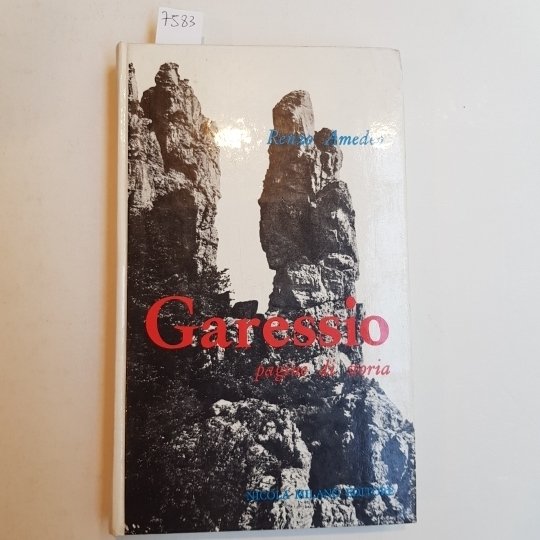 7583
Renzo Amedeo
Garessio
pagine di storia
NICOLA MILANO EDITORE